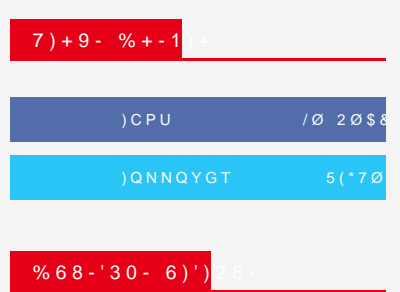 7)+9- %+-1)+
)CPU /Ø 2Ø$&
)QNNQYGT 5(*7Ø
%68-'30- 6)')28-